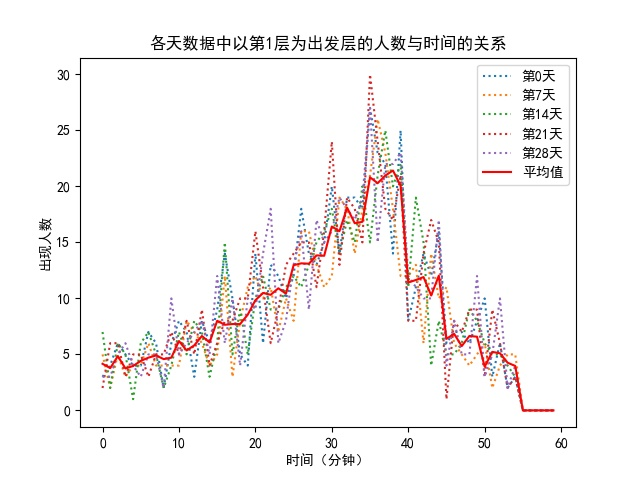 各天数据中以第1层为出发层的人数与时间的关系
第0天
第7天
第14天
第21天
第28天
平均值
出现人数
30
25
20
15
10
5
0
0 10 20 30 40 50 60
时间（分钟）